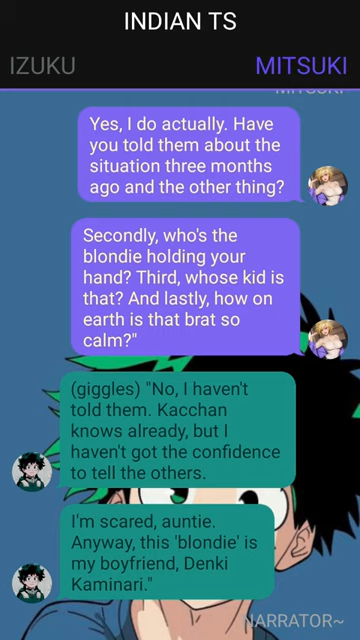 INDIAN TS
IZUKU
MITSUKI
MITSUKI
Yes, I do actually. Have
you told them about the
situation three months
ago and the other thing?
Secondly, who's the
blondie holding your
hand? Third, whose kid is
that? And lastly, how on
earth is that brat so
calm?"
(giggles) "No, I haven't
told them. Kacchan
knows already, but I
haven't got the confidence
to tell the others.
I'm scared, auntie.
Anyway, this 'blondie' is
my boyfriend, Denki
Kaminari."
NARRATOR~